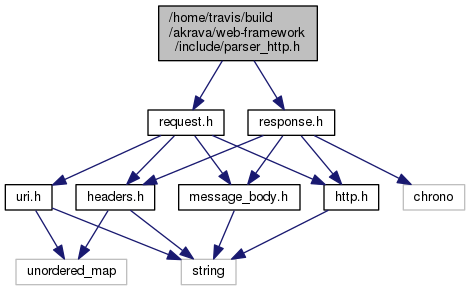 /home/travis/build
/akrava/web-framework
/include/parser_http.h
request.h
response.h
uri.h
headers.h
message_body.h
http.h
chrono
unordered_map
string